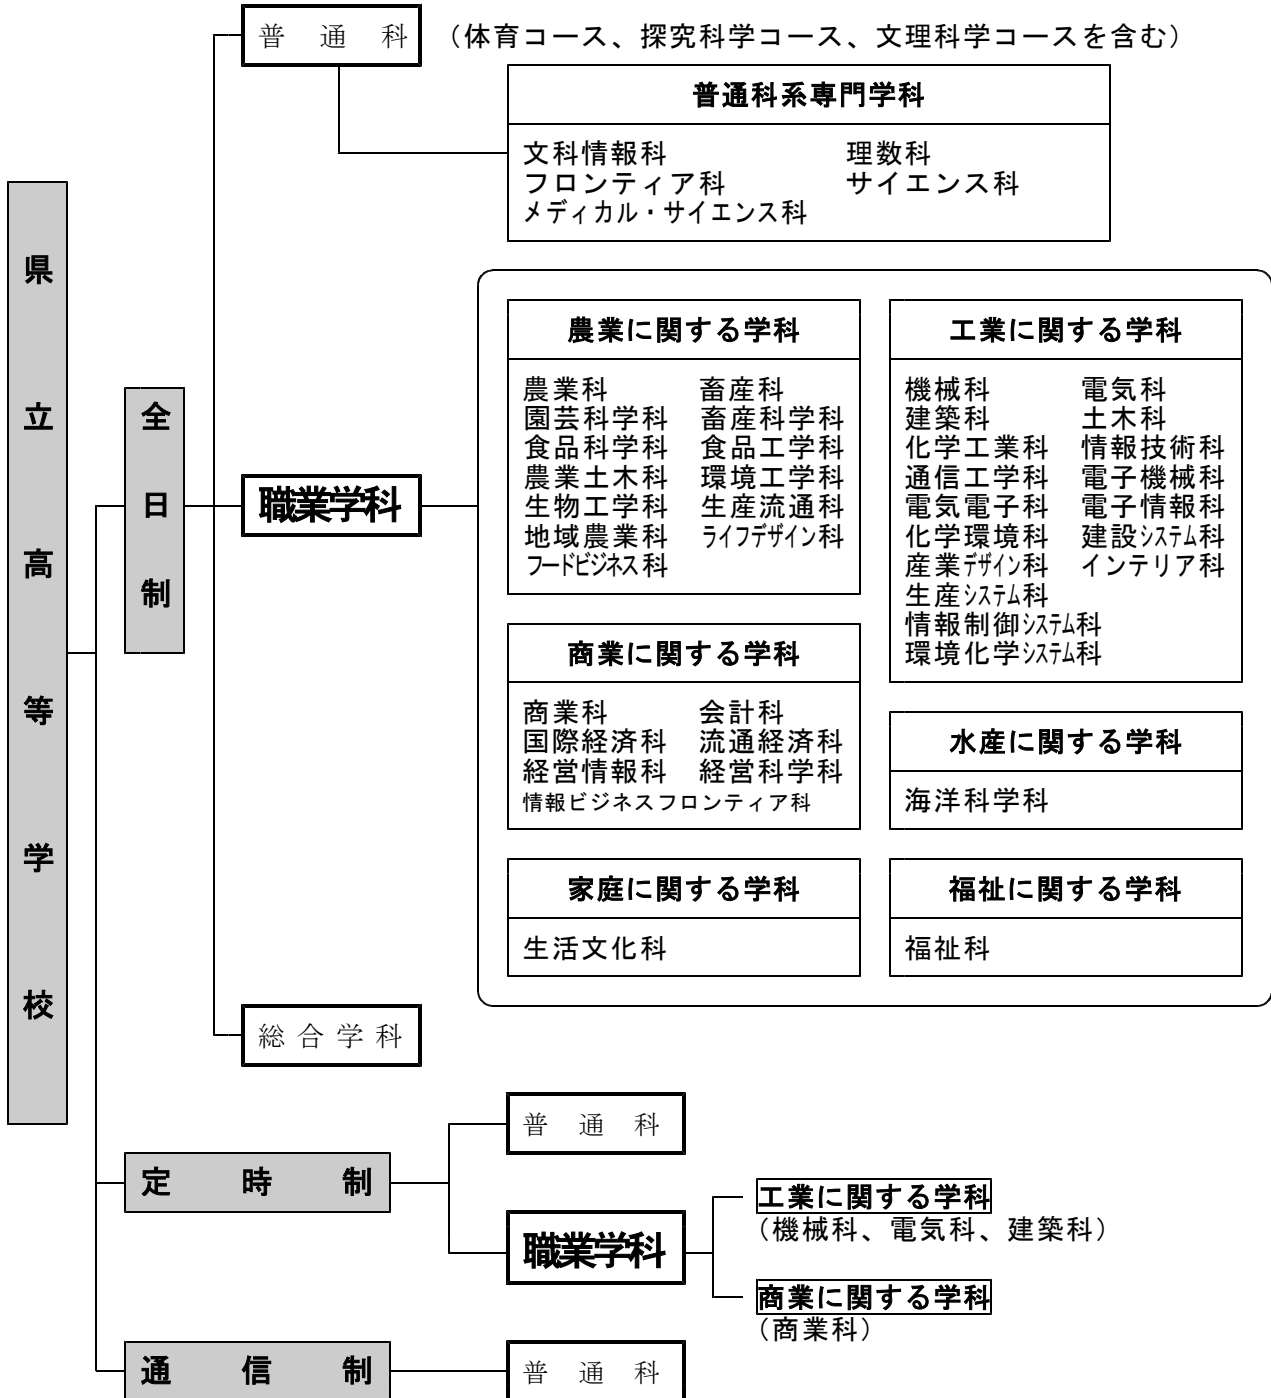 普通科 （体育コース、探究科学コース、文理科学コースを含む）
普通科系専門学科
文科情報科 理数科
フロンティア科 サイエンス科
メディカル・サイエンス科
県立高等学校
全日制
職業学科
農業に関する学科
農業科 畜産科
園芸科学科 畜産科学科
食品科学科 食品工学科
農業土木科 環境工学科
生物工学科 生産流通科
地域農業科 ライフデザイン科
フードビジネス科
工業に関する学科
機械科 電気科
建築科 土木科
化学工業科 情報技術科
通信工学科 電子機械科
電気電子科 電子情報科
化学環境科 建設システム科
産業デザイン科 インテリア科
生産システム科
情報制御システム科
環境化学システム科
商業に関する学科
商業科 会計科
国際経済科 流通経済科
経営情報科 経営科学科
情報ビジネスフロンティア科
水産に関する学科
海洋科学科
家庭に関する学科
生活文化科
福祉に関する学科
福祉科
総合学科
定時制
普通科
職業学科
工業に関する学科
（機械科、電気科、建築科）
商業に関する学科
（商業科）
通信制
普通科